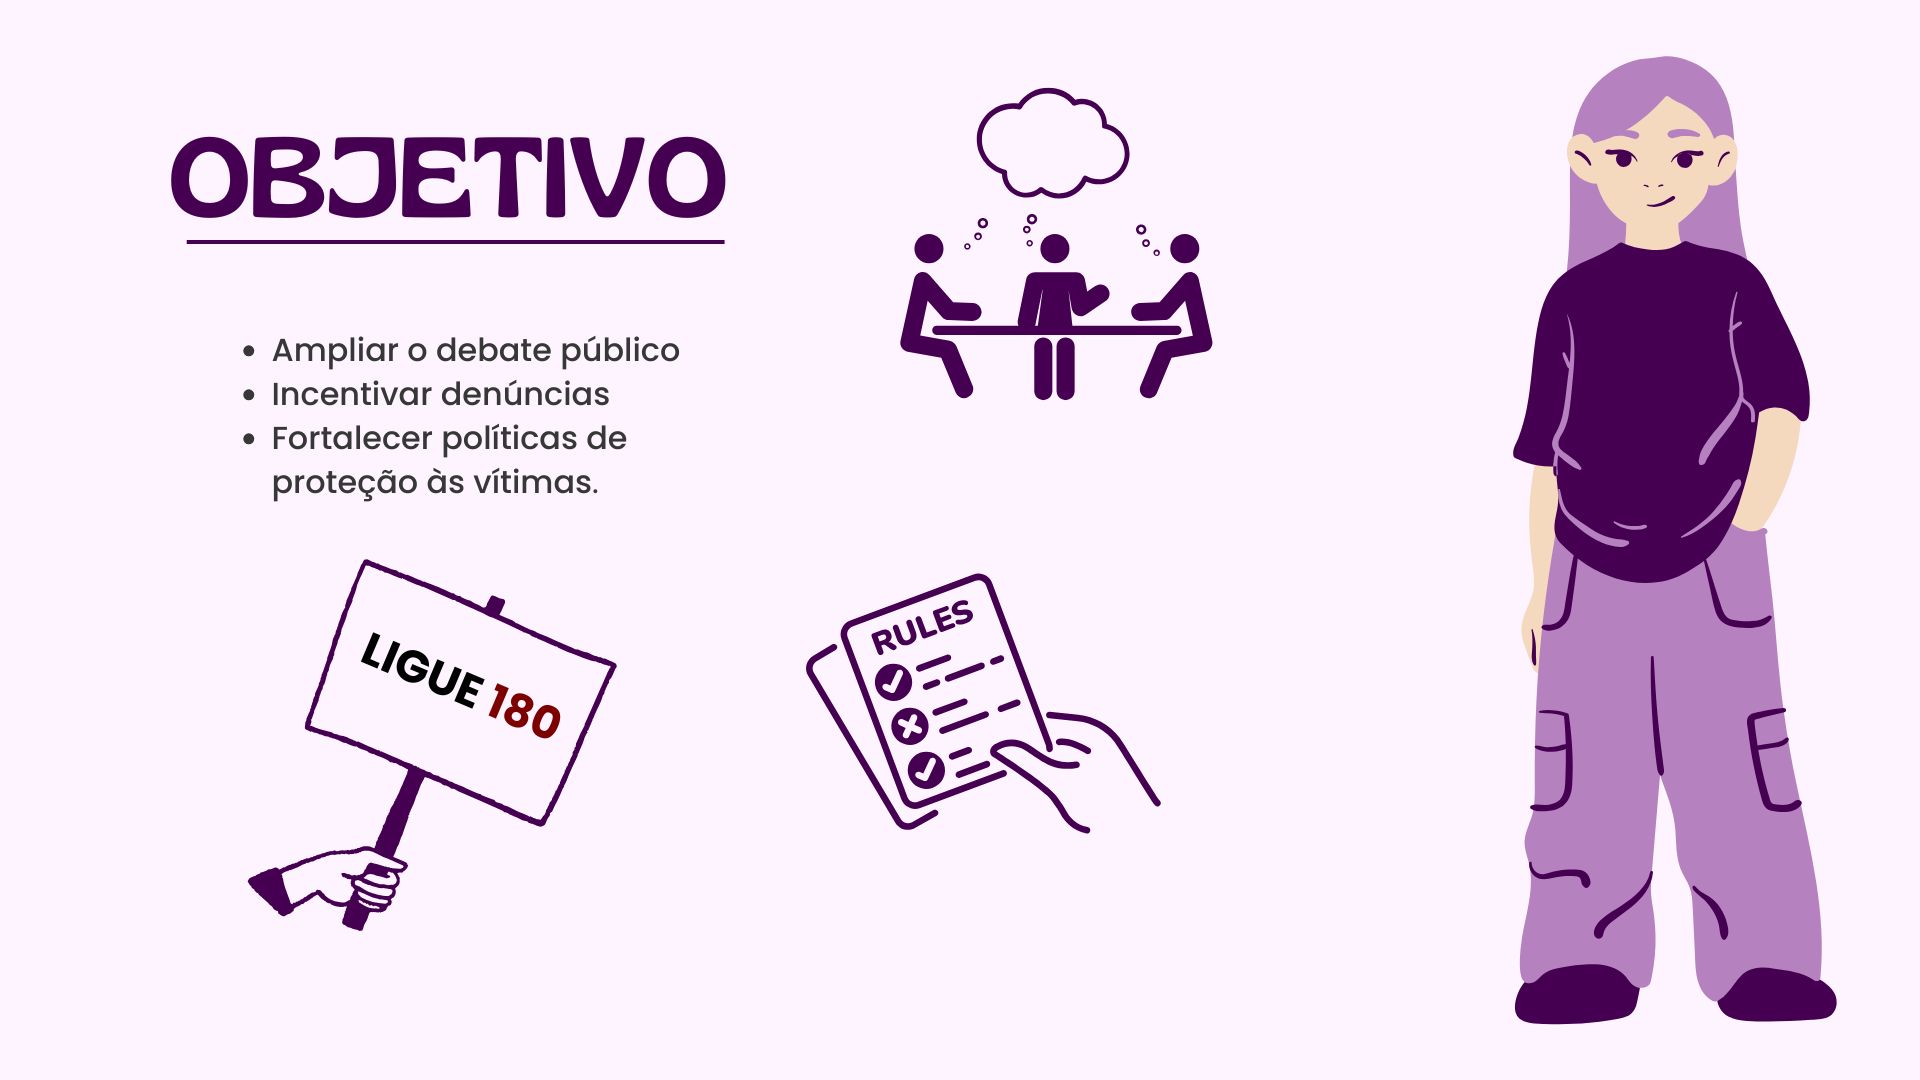 OBJETIVO
• Ampliar o debate público
• Incentivar denúncias
• Fortalecer políticas de
proteção às vítimas.
LIGUE 180
RULES